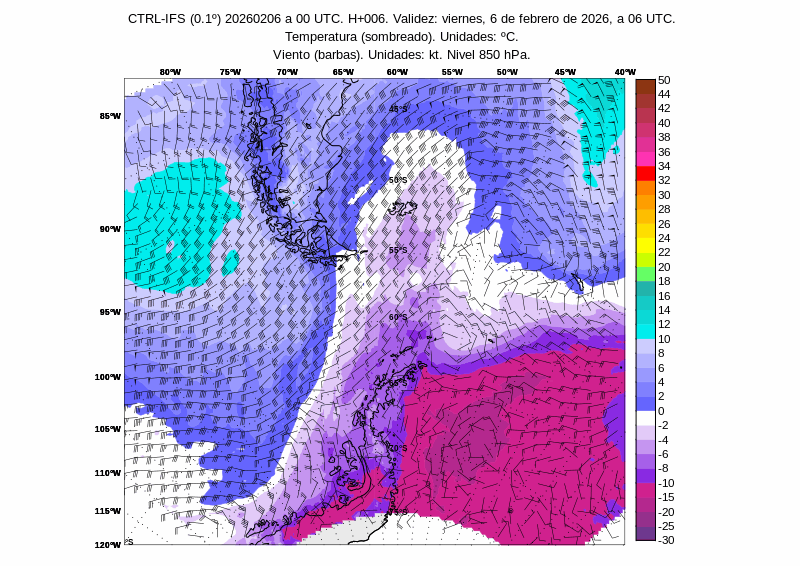 CTRL-IFS (0.1º) 20260206 a 00 UTC. H+006. Validez: viernes, 6 de febrero de 2026, a 06 UTC.
Temperatura (sombreado). Unidades: ºC.
Viento (barbas). Unidades: kt. Nivel 850 hPa.
80°W 75°W 70°W 65°W 60°W 55°W 50°W 45°W 40°W
50
44
45°S
85°W
42
40
38
36
34
50°S
32
30
28
26
90°W
24
55°S
22
20
18
16
95°W
60°S
14
12
10
8
6
100°W
65°S
4
2
0
105°W
-2
70°S
-4
-6
110°W
-8
-10
-15
115°W
75°S
-20
-25
120°W
°S
-30